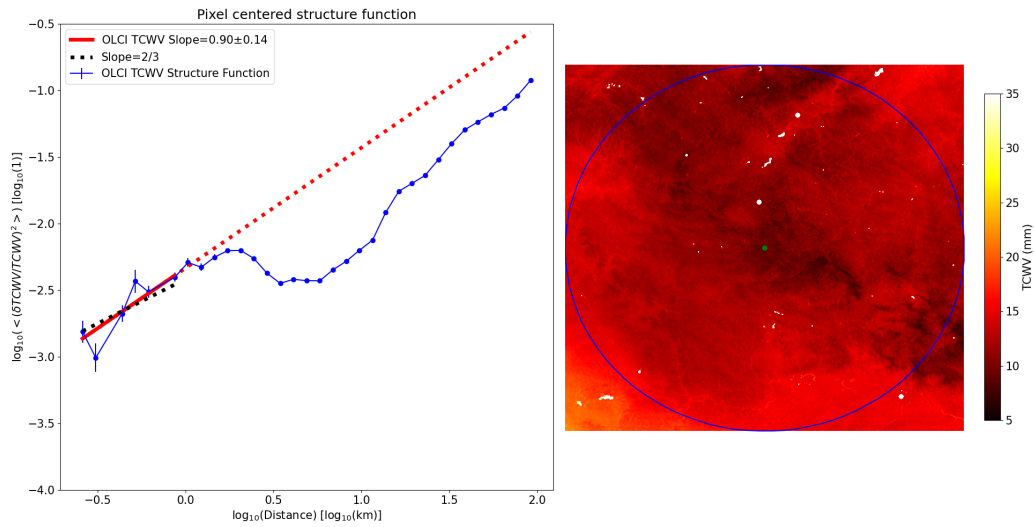 Pixel centered structure function
OLCI TCWV Slope=0.90±0.14
Slope=2/3
OLCI TCWV Structure Function
−0.5
−1.0
−1.5
−2.0
−2.5
−3.0
−3.5
−4.0
log₁₀(<(δTCWV/TCWV)²>) [log₁₀(1)]
−0.5 0.0 0.5 1.0 1.5 2.0
log₁₀(Distance) [log₁₀(km)]
35
30
25
20
15
10
5
TCWV (mm)